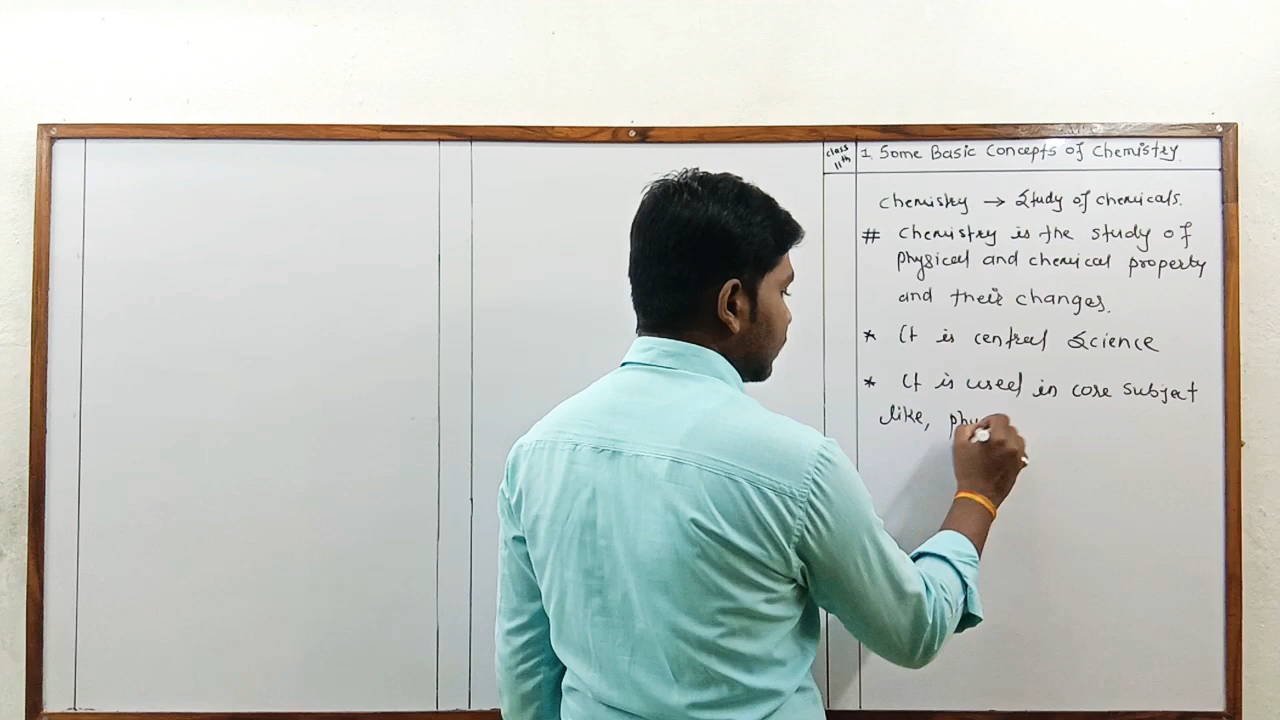 class 11th
1. Some Basic Concepts of Chemistry.
Chemistry → Study of chemicals.
# Chemistry is the study of
physical and chemical property
and their changes.
* It is central Science
* It is used in core subject
like,